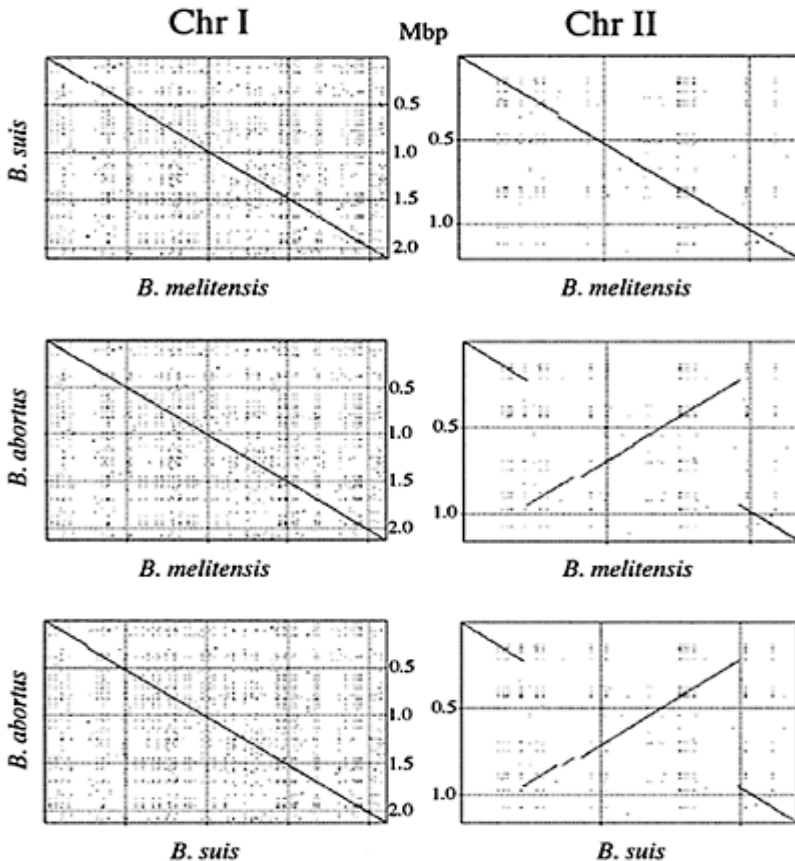 Chr I
Mbp
Chr II
B. suis
0.5
1.0
1.5
2.0
0.5
1.0
B. melitensis
B. melitensis
B. abortus
0.5
1.0
1.5
2.0
0.5
1.0
B. melitensis
B. melitensis
B. abortus
0.5
1.0
1.5
2.0
0.5
1.0
B. suis
B. suis